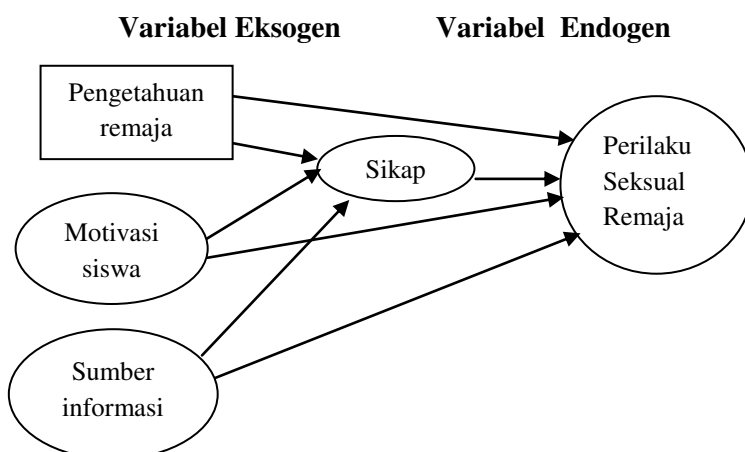 Variabel Eksogen
Variabel Endogen
Pengetahuan
remaja
Sikap
Perilaku
Seksual
Remaja
Motivasi
siswa
Sumber
informasi